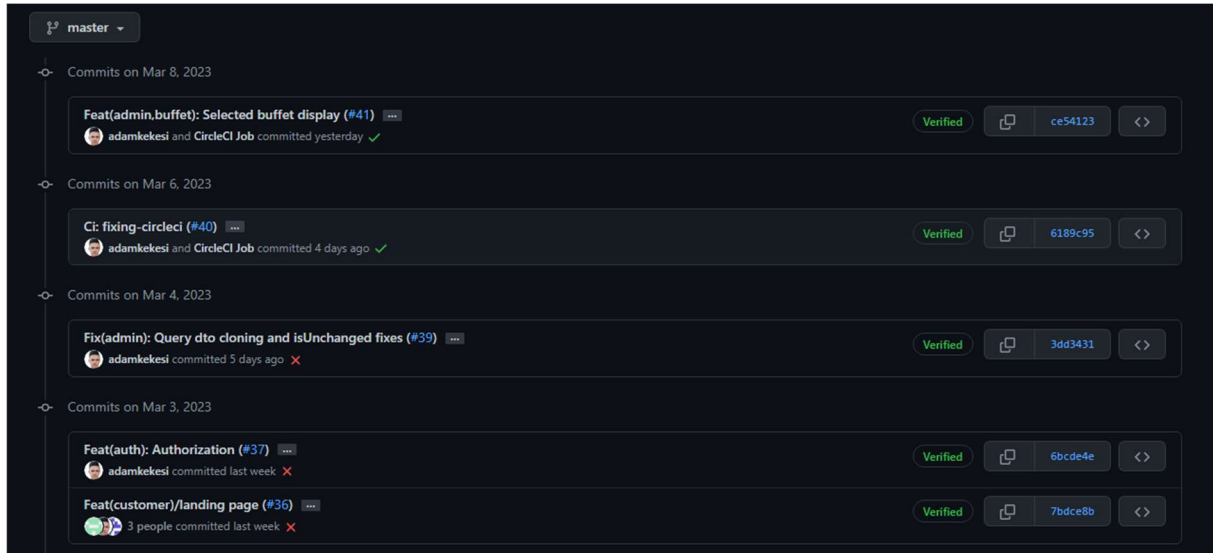 master
Commits on Mar 8, 2023
Feat(admin,buffet): Selected buffet display (#41) ...
adamkekesi and CircleCI Job committed yesterday
Verified
ce54123
Commits on Mar 6, 2023
Ci: fixing-circleci (#40) ...
adamkekesi and CircleCI Job committed 4 days ago
Verified
6189c95
Commits on Mar 4, 2023
Fix(admin): Query dto cloning and isUnchanged fixes (#39) ...
adamkekesi committed 5 days ago
Verified
3dd3431
Commits on Mar 3, 2023
Feat(auth): Authorization (#37) ...
adamkekesi committed last week
Verified
6bcde4e
Feat(customer)/landing page (#36) ...
3 people committed last week
Verified
7bdce8b